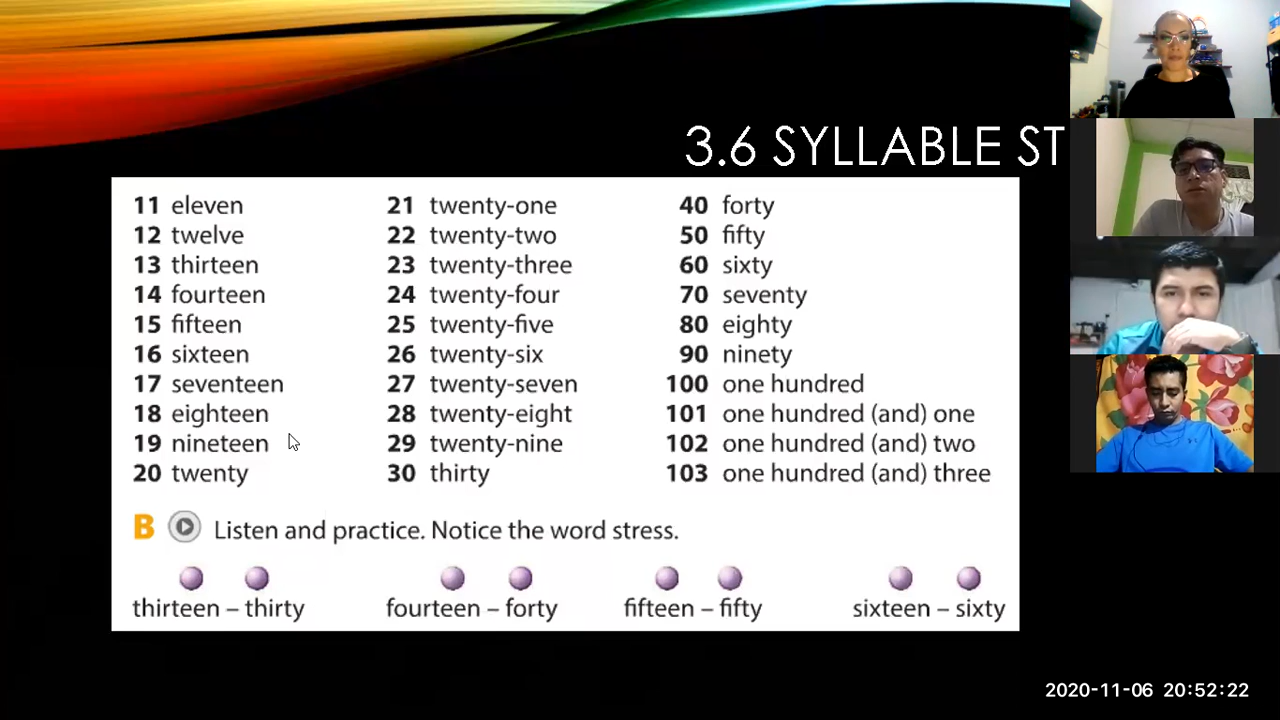 3.6 SYLLABLE ST
11 eleven
12 twelve
13 thirteen
14 fourteen
15 fifteen
16 sixteen
17 seventeen
18 eighteen
19 nineteen
20 twenty
21 twenty-one
22 twenty-two
23 twenty-three
24 twenty-four
25 twenty-five
26 twenty-six
27 twenty-seven
28 twenty-eight
29 twenty-nine
30 thirty
40 forty
50 fifty
60 sixty
70 seventy
80 eighty
90 ninety
100 one hundred
101 one hundred (and) one
102 one hundred (and) two
103 one hundred (and) three
B Listen and practice. Notice the word stress.
thirteen – thirty fourteen – forty fifteen – fifty sixteen – sixty
2020-11-06 20:52:22